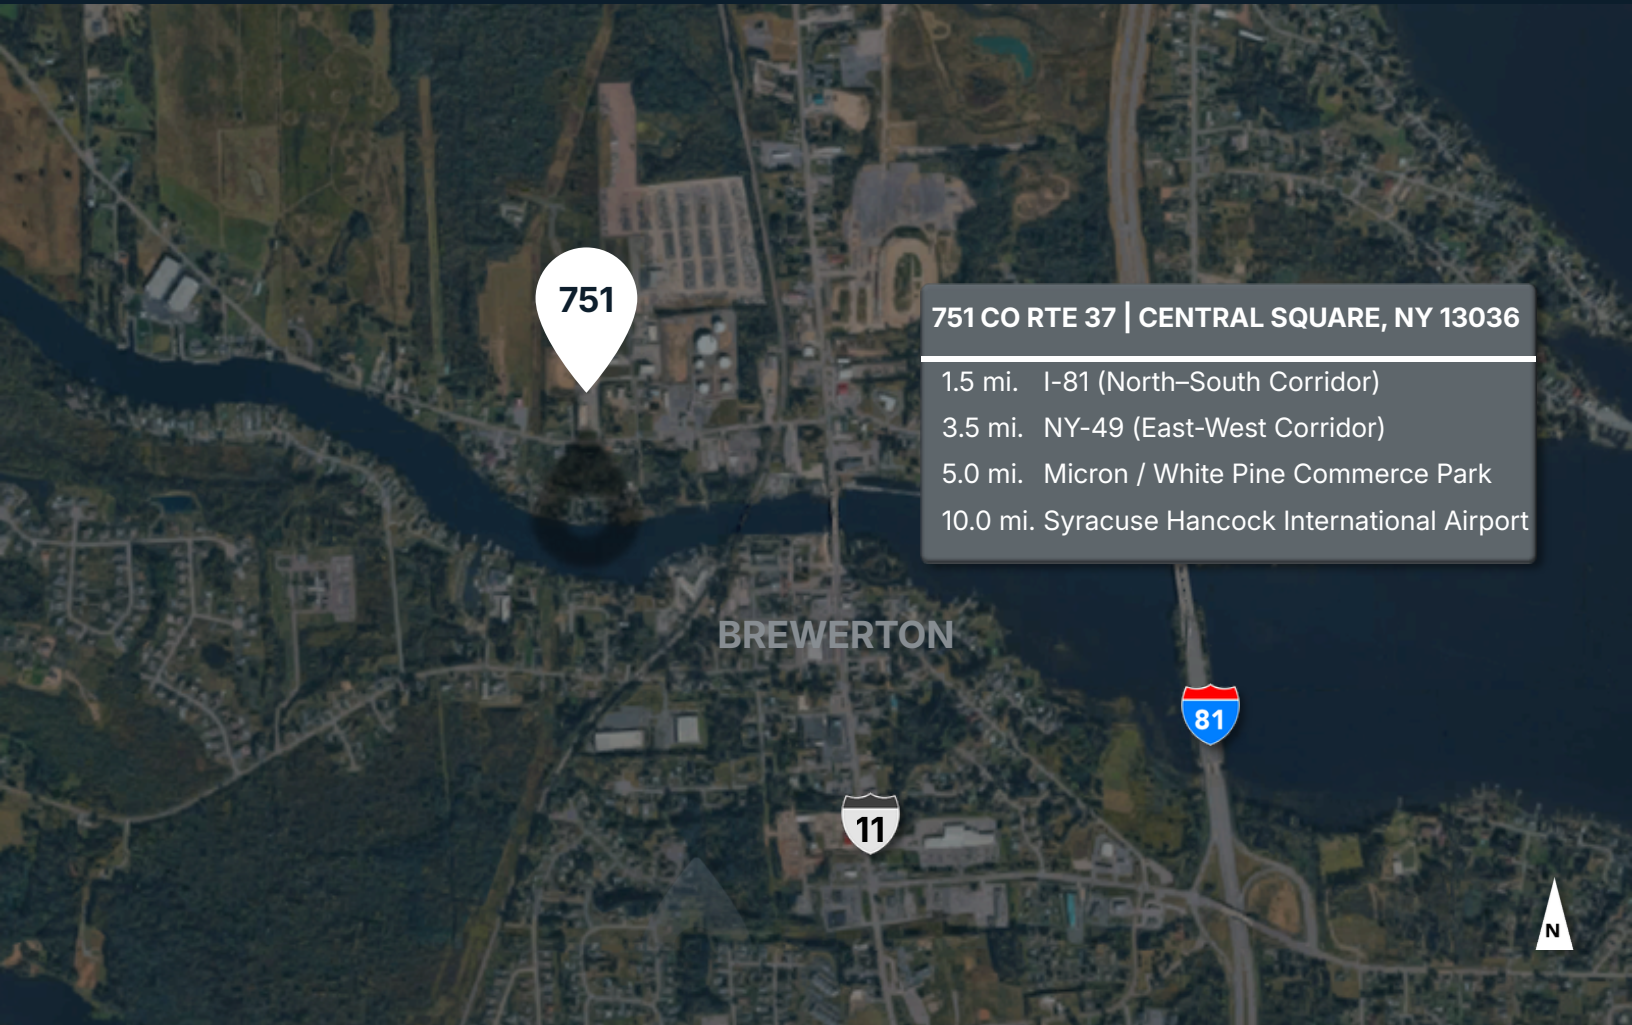 751
751 CO RTE 37 | CENTRAL SQUARE, NY 13036
1.5 mi. I-81 (North–South Corridor)
3.5 mi. NY-49 (East-West Corridor)
5.0 mi. Micron / White Pine Commerce Park
10.0 mi. Syracuse Hancock International Airport
BREWERTON
81
11
N